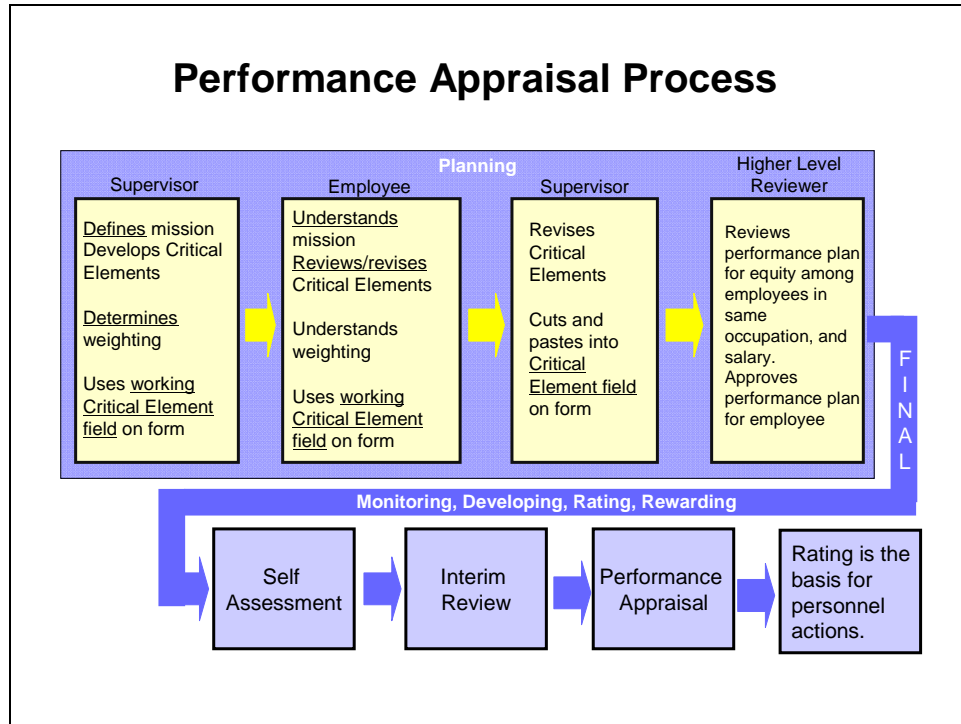 Performance Appraisal Process
Planning
Supervisor
Defines mission
Develops Critical
Elements
Determines
weighting
Uses working
Critical Element
field on form
Employee
Understands
mission
Reviews/revises
Critical Elements
Understands
weighting
Uses working
Critical Element
field on form
Supervisor
Revises
Critical
Elements
Cuts and
pastes into
Critical
Element field
on form
Higher Level
Reviewer
Reviews
performance plan
for equity among
employees in
same
occupation, and
salary.
Approves
performance plan
for employee
F
I
N
A
L
Monitoring, Developing, Rating, Rewarding
Self
Assessment
Interim
Review
Performance
Appraisal
Rating is the
basis for
personnel
actions.